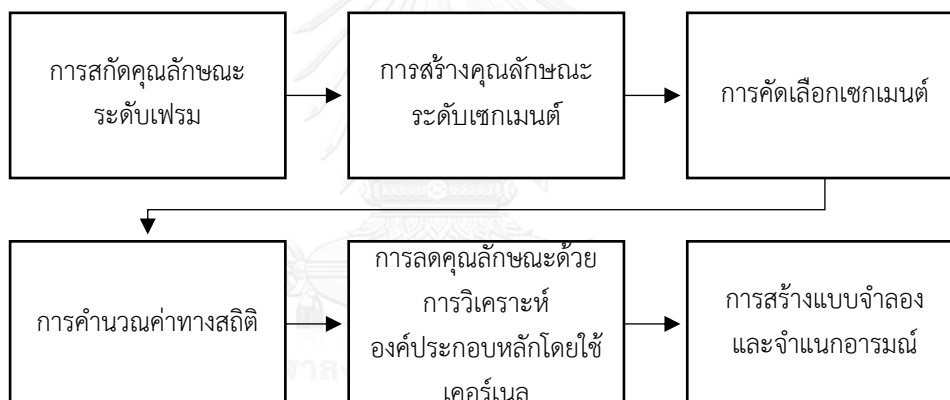 การสกัดคุณลักษณะ
ระดับเฟรม
การสร้างคุณลักษณะ
ระดับเซกเมนต์
การคัดเลือกเซกเมนต์
การคำนวณค่าทางสถิติ
การลดคุณลักษณะด้วย
การวิเคราะห์
องค์ประกอบหลักโดยใช้
เคอร์เนล
การสร้างแบบจำลอง
และจำแนกอารมณ์